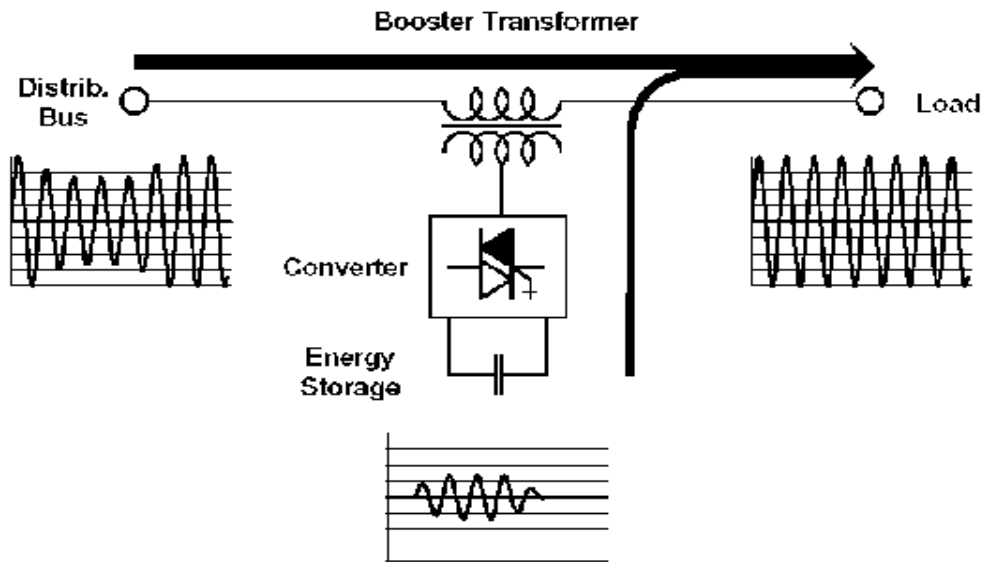 Booster Transformer
Distrib.
Bus
Load
Converter
Energy
Storage